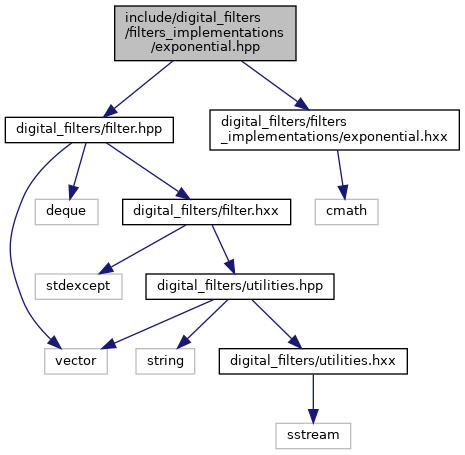 include/digital_filters
/filters_implementations
/exponential.hpp
digital_filters/filter.hpp
digital_filters/filters
_implementations/exponential.hxx
deque
digital_filters/filter.hxx
cmath
stdexcept
digital_filters/utilities.hpp
vector
string
digital_filters/utilities.hxx
sstream